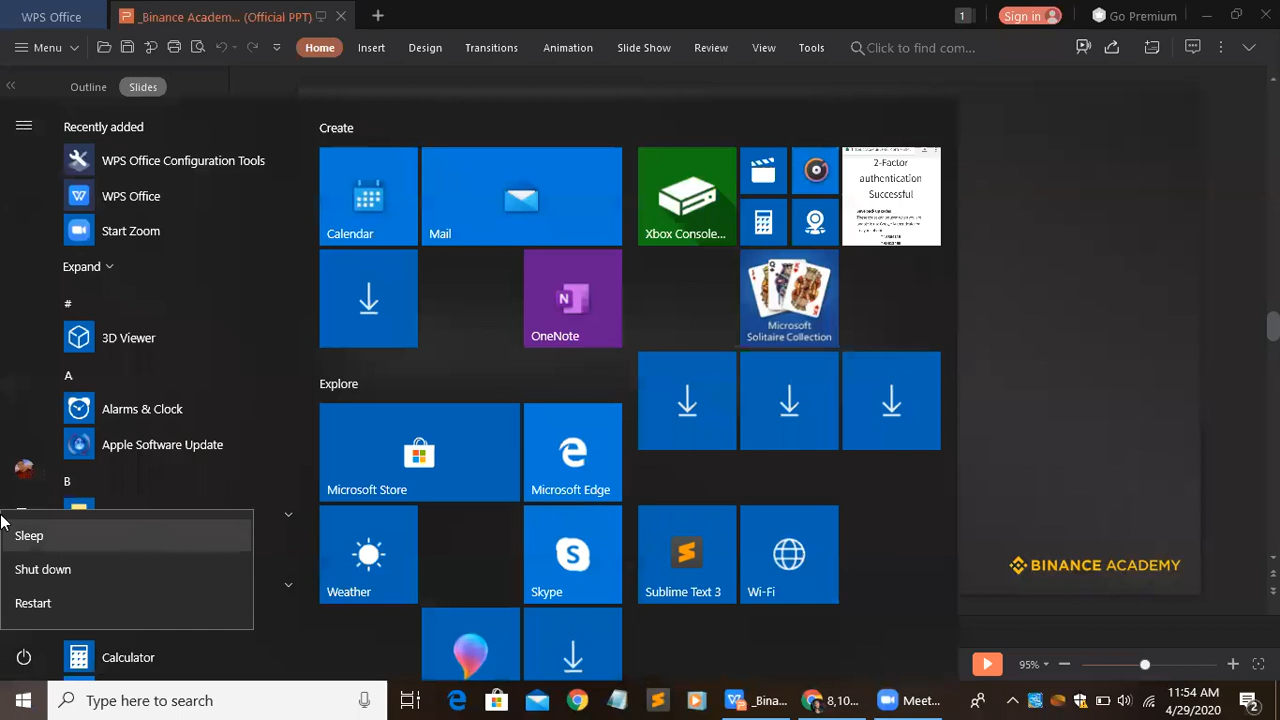 WPS Office
_Binance Academ... (Official PPT)
1
Sign in
Go Premium
Menu
Home
Insert
Design
Transitions
Animation
Slide Show
Review
View
Tools
Click to find com...
Outline
Slides
Recently added
WPS Office Configuration Tools
WPS Office
Start Zoom
Expand
#
3D Viewer
A
Alarms & Clock
Apple Software Update
B
Sleep
Shut down
Restart
Calculator
Create
Calendar
Mail
Xbox Console...
2-Factor
authentication
Successful
OneNote
Microsoft
Solitaire Collection
Explore
Microsoft Store
Microsoft Edge
Weather
Skype
Sublime Text 3
Wi-Fi
BINANCE ACADEMY
95%
Type here to search
_Bina...
8,10...
Meet...
11:54 AM
4/29/2020
2